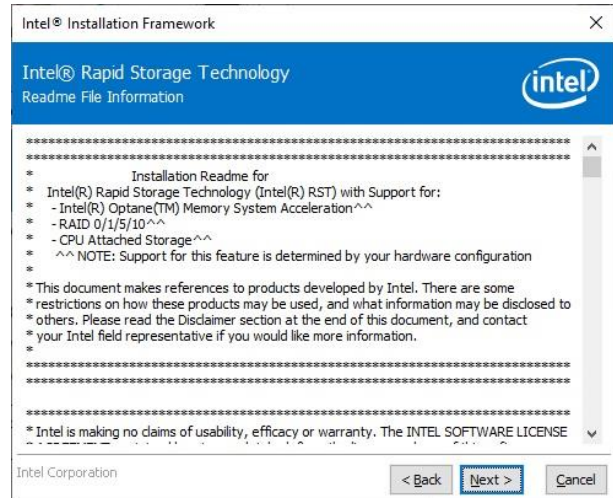 Intel® Installation Framework
Intel® Rapid Storage Technology
Readme File Information
intel
***************************************************************************
***************************************************************************
* Installation Readme for
* Intel(R) Rapid Storage Technology (Intel(R) RST) with Support for:
* - Intel(R) Optane(TM) Memory System Acceleration^^
* - RAID 0/1/5/10^^
* - CPU Attached Storage^^
* ^^ NOTE: Support for this feature is determined by your hardware configuration
*
* This document makes references to products developed by Intel. There are some
* restrictions on how these products may be used, and what information may be disclosed to
* others. Please read the Disclaimer section at the end of this document, and contact
* your Intel field representative if you would like more information.
*
***************************************************************************
***************************************************************************
***************************************************************************
* Intel is making no claims of usability, efficacy or warranty. The INTEL SOFTWARE LICENSE
Intel Corporation
< Back Next > Cancel